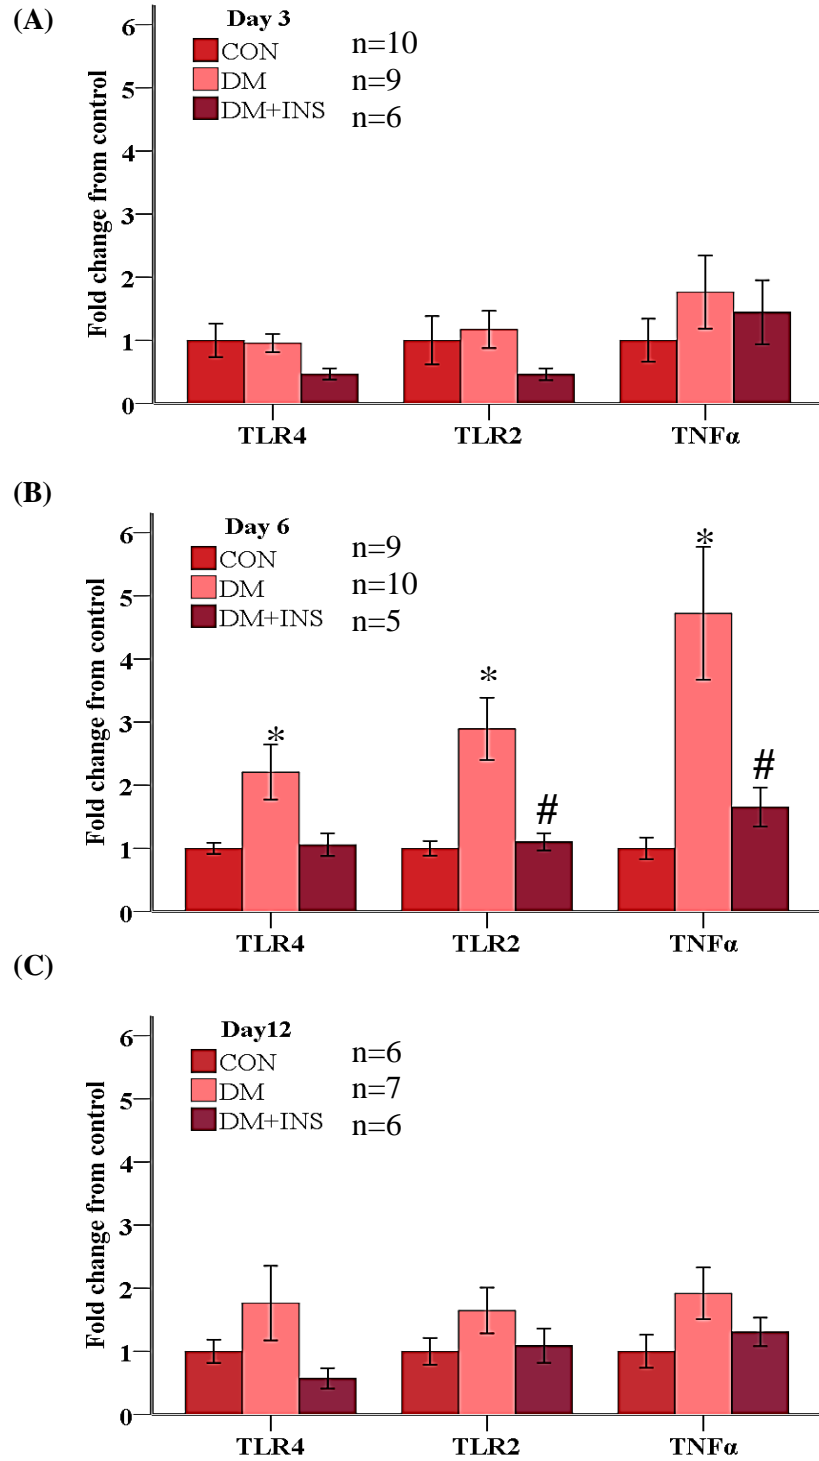 (A)
Day 3
CON n=10
DM n=9
DM+INS n=6
Fold change from control
6
5
4
3
2
1
0
TLR4 TLR2 TNFα
(B)
Day 6
CON n=9
DM n=10
DM+INS n=5
Fold change from control
6
5
4
3
2
1
0
* * *
# #
TLR4 TLR2 TNFα
(C)
Day12
CON n=6
DM n=7
DM+INS n=6
Fold change from control
6
5
4
3
2
1
0
TLR4 TLR2 TNFα